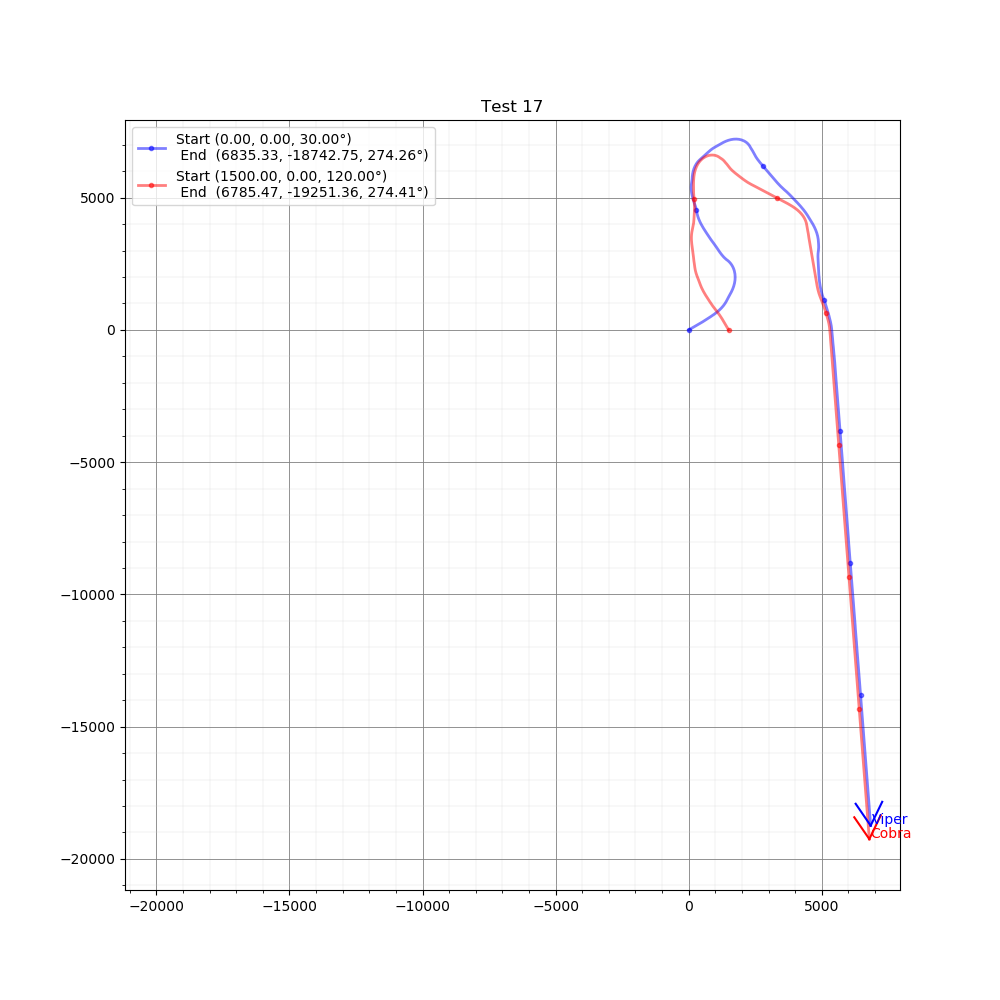 Test 17
Start (0.00, 0.00, 30.00°)
End (6835.33, -18742.75, 274.26°)
Start (1500.00, 0.00, 120.00°)
End (6785.47, -19251.36, 274.41°)
5000
0
−5000
−10000
−15000
−20000
Viper
Cobra
−20000 −15000 −10000 −5000 0 5000